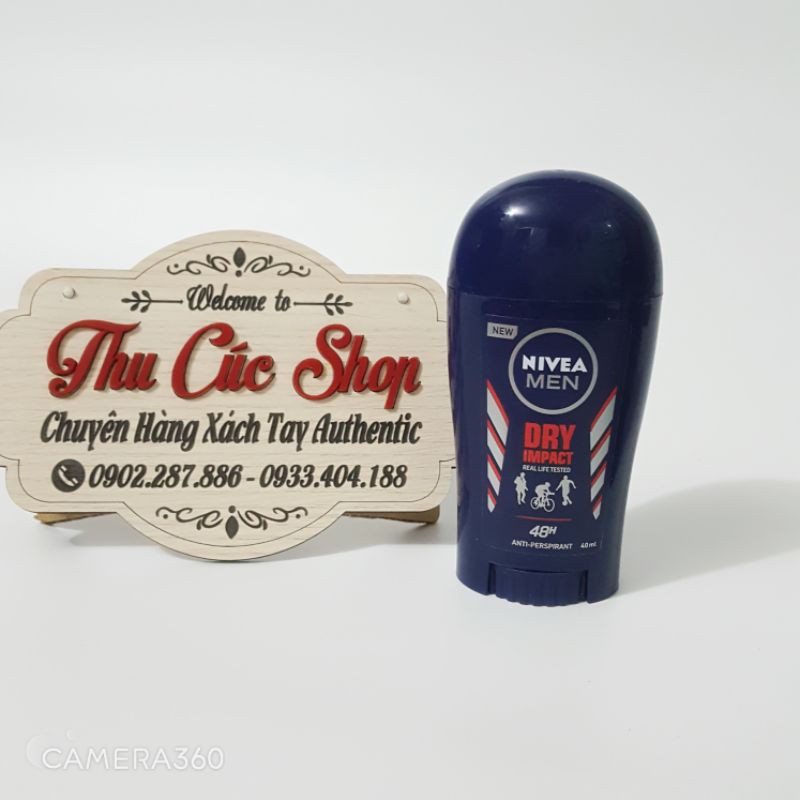 Welcome to
Thu Cúc Shop
Chuyên Hàng Xách Tay Authentic
0902.287.886 - 0933.404.188
NEW
NIVEA
MEN
DRY
IMPACT
REAL LIFE TESTED
48H
ANTI-PERSPIRANT 40 ml
CAMERA360